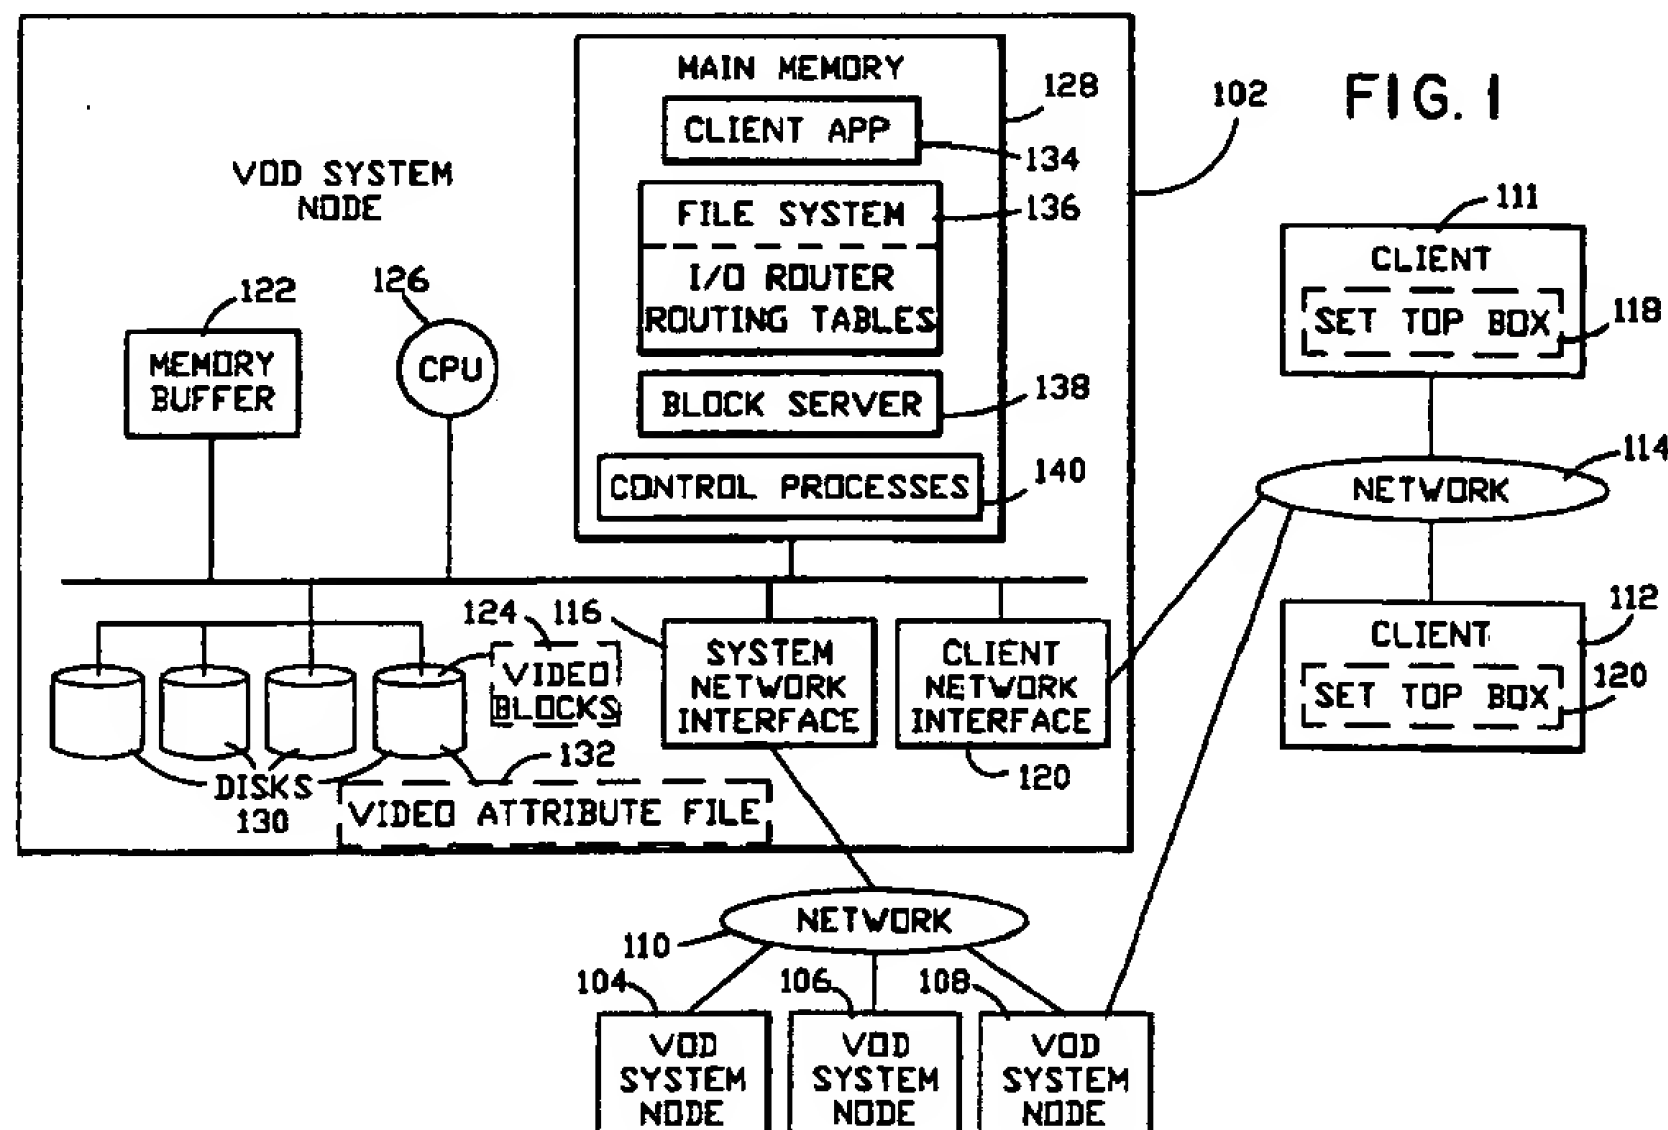 FIG. 1
102
VOD SYSTEM
NODE
MAIN MEMORY
128
CLIENT APP
134
FILE SYSTEM
136
I/O ROUTER
ROUTING TABLES
BLOCK SERVER
138
CONTROL PROCESSES
140
122
MEMORY
BUFFER
126
CPU
124
VIDEO
BLOCKS
116
SYSTEM
NETWORK
INTERFACE
CLIENT
NETWORK
INTERFACE
120
DISKS
130
132
VIDEO ATTRIBUTE FILE
111
CLIENT
SET TOP BOX
118
114
NETWORK
112
CLIENT
SET TOP BOX
120
NETWORK
110
104
VOD
SYSTEM
NODE
106
VOD
SYSTEM
NODE
108
VOD
SYSTEM
NODE